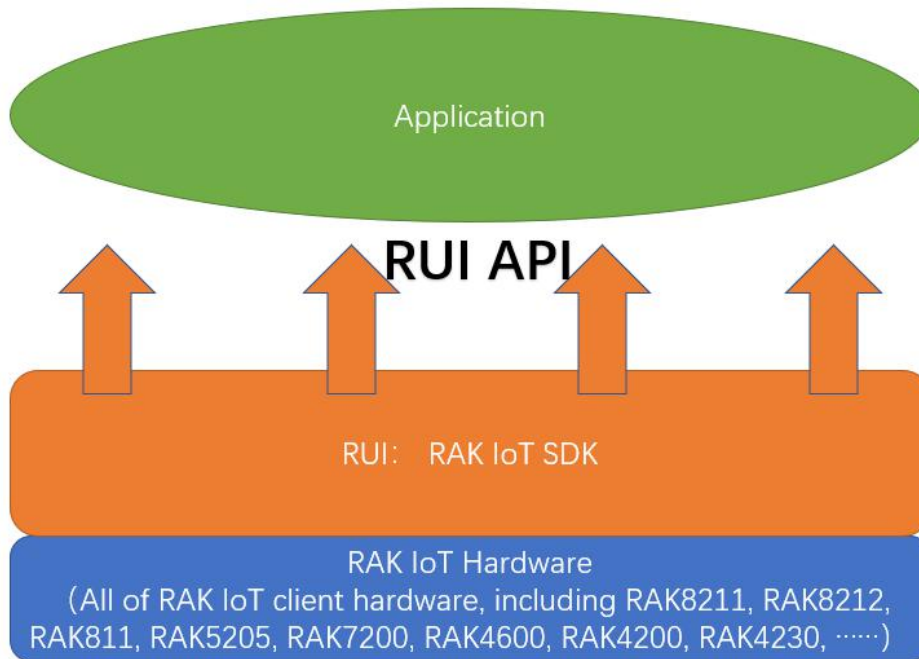 Application
RUI API
RUI： RAK IoT SDK
RAK IoT Hardware
（All of RAK IoT client hardware, including RAK8211, RAK8212,
RAK811, RAK5205, RAK7200, RAK4600, RAK4200, RAK4230, ······）